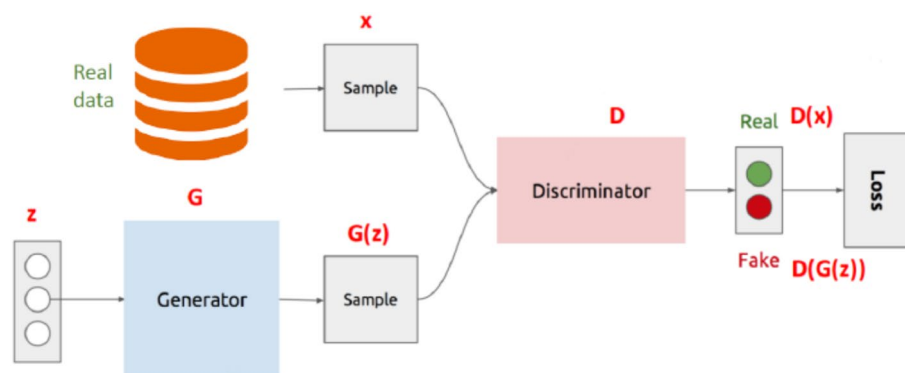 x
Real
data
Sample
D
Real
D(x)
Discriminator
Loss
z
G
G(z)
Fake
D(G(z))
Generator
Sample